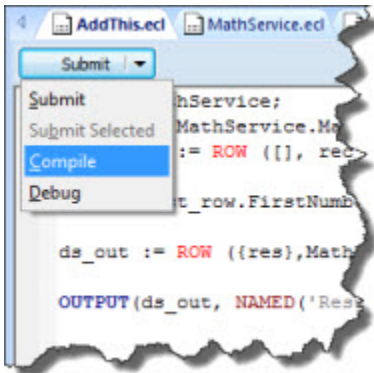 AddThis.ecl MathService.ecl
Submit
Submit hService;
Submit Selected MathService.Ma
Compile := ROW ([], rec
Debug t_row.FirstNumb
ds_out := ROW ({res},Math
OUTPUT(ds_out, NAMED('Res